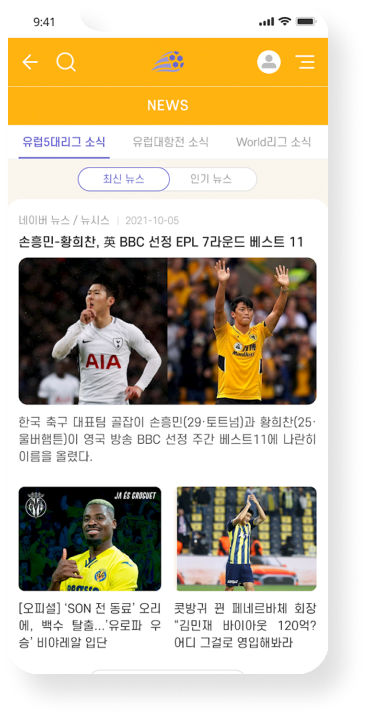 9:41
NEWS
유럽5대리그 소식 유럽대항전 소식 World리그 소식
최신 뉴스 인기 뉴스
네이버 뉴스 / 뉴시스 | 2021-10-05
손흥민-황희찬, 英 BBC 선정 EPL 7라운드 베스트 11
AIA
한국 축구 대표팀 골잡이 손흥민(29·토트넘)과 황희찬(25·
울버햄튼)이 영국 방송 BBC 선정 주간 베스트11에 나란히
이름을 올렸다.
JA ÉS GROGUET
[오피셜] ‘SON 전 동료’ 오리
에, 백수 탈출...’유로파 우
승’ 비야레알 입단
콧방귀 뀐 페네르바체 회장
“김민재 바이아웃 120억?
어디 그걸로 영입해봐라